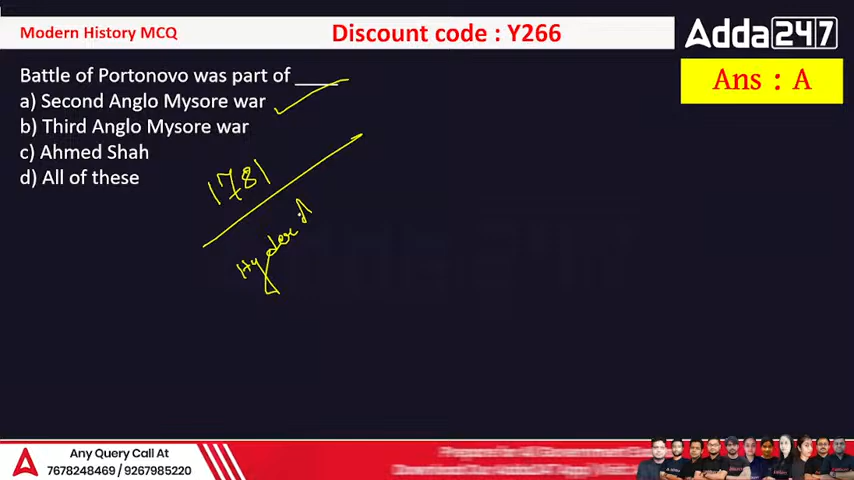 Modern History MCQ
Discount code : Y266
Adda247
Battle of Portonovo was part of ____
Ans : A
a) Second Anglo Mysore war
b) Third Anglo Mysore war
c) Ahmed Shah
d) All of these
1781
Hyder A
Any Query Call At
7678248469 / 9267985220